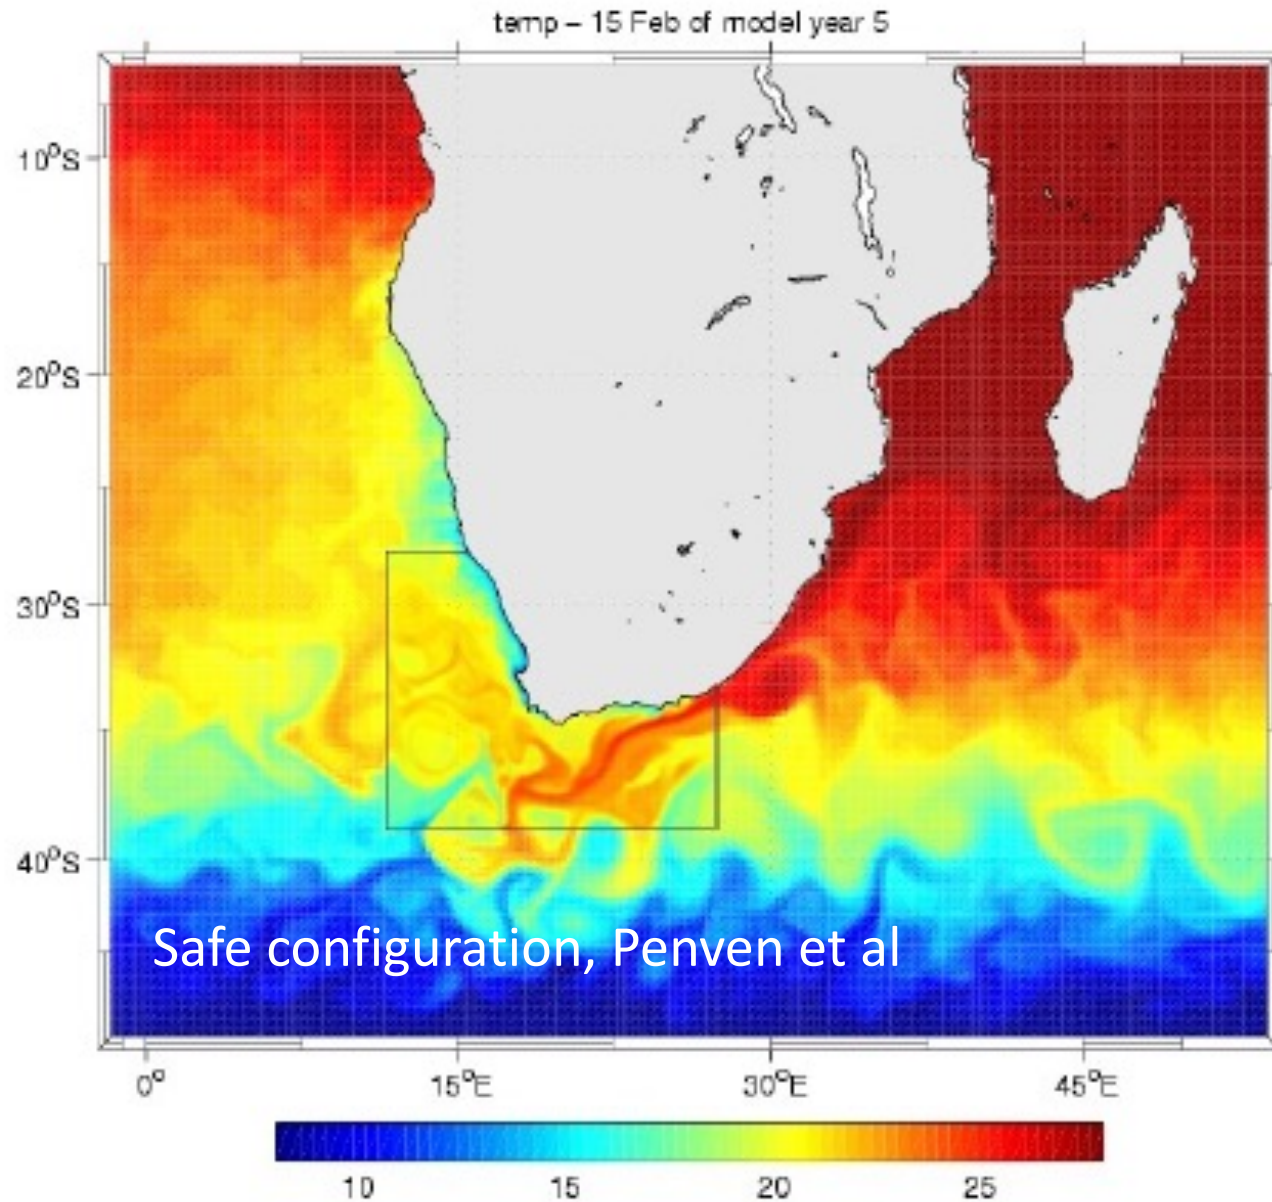 temp – 15 Feb of model year 5
10°S
20°S
30°S
40°S
Safe configuration, Penven et al
0° 15°E 30°E 45°E
10 15 20 25